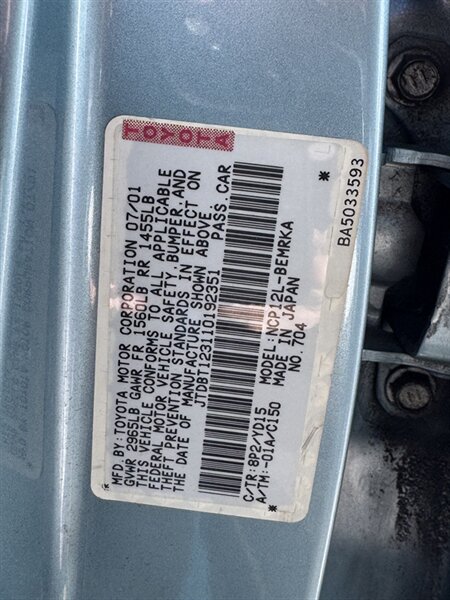 TOYOTA
MFD.BY:TOYOTA MOTOR CORPORATION 07/01
GVWR 2965LB GAWR FR 1560LB RR 1455LB
THIS VEHICLE CONFORMS TO ALL APPLICABLE
FEDERAL MOTOR VEHICLE SAFETY,BUMPER,AND
THEFT PREVENTION STANDARDS IN EFFECT ON
THE DATE OF MANUFACTURE SHOWN ABOVE.
JTDBT123110192351 PASS.CAR
C/TR:8P2/YD15 MODEL:NCP12L-BEMRKA
A/TM:-01A/C150 MADE IN JAPAN
NO.704
* *
BA5033593